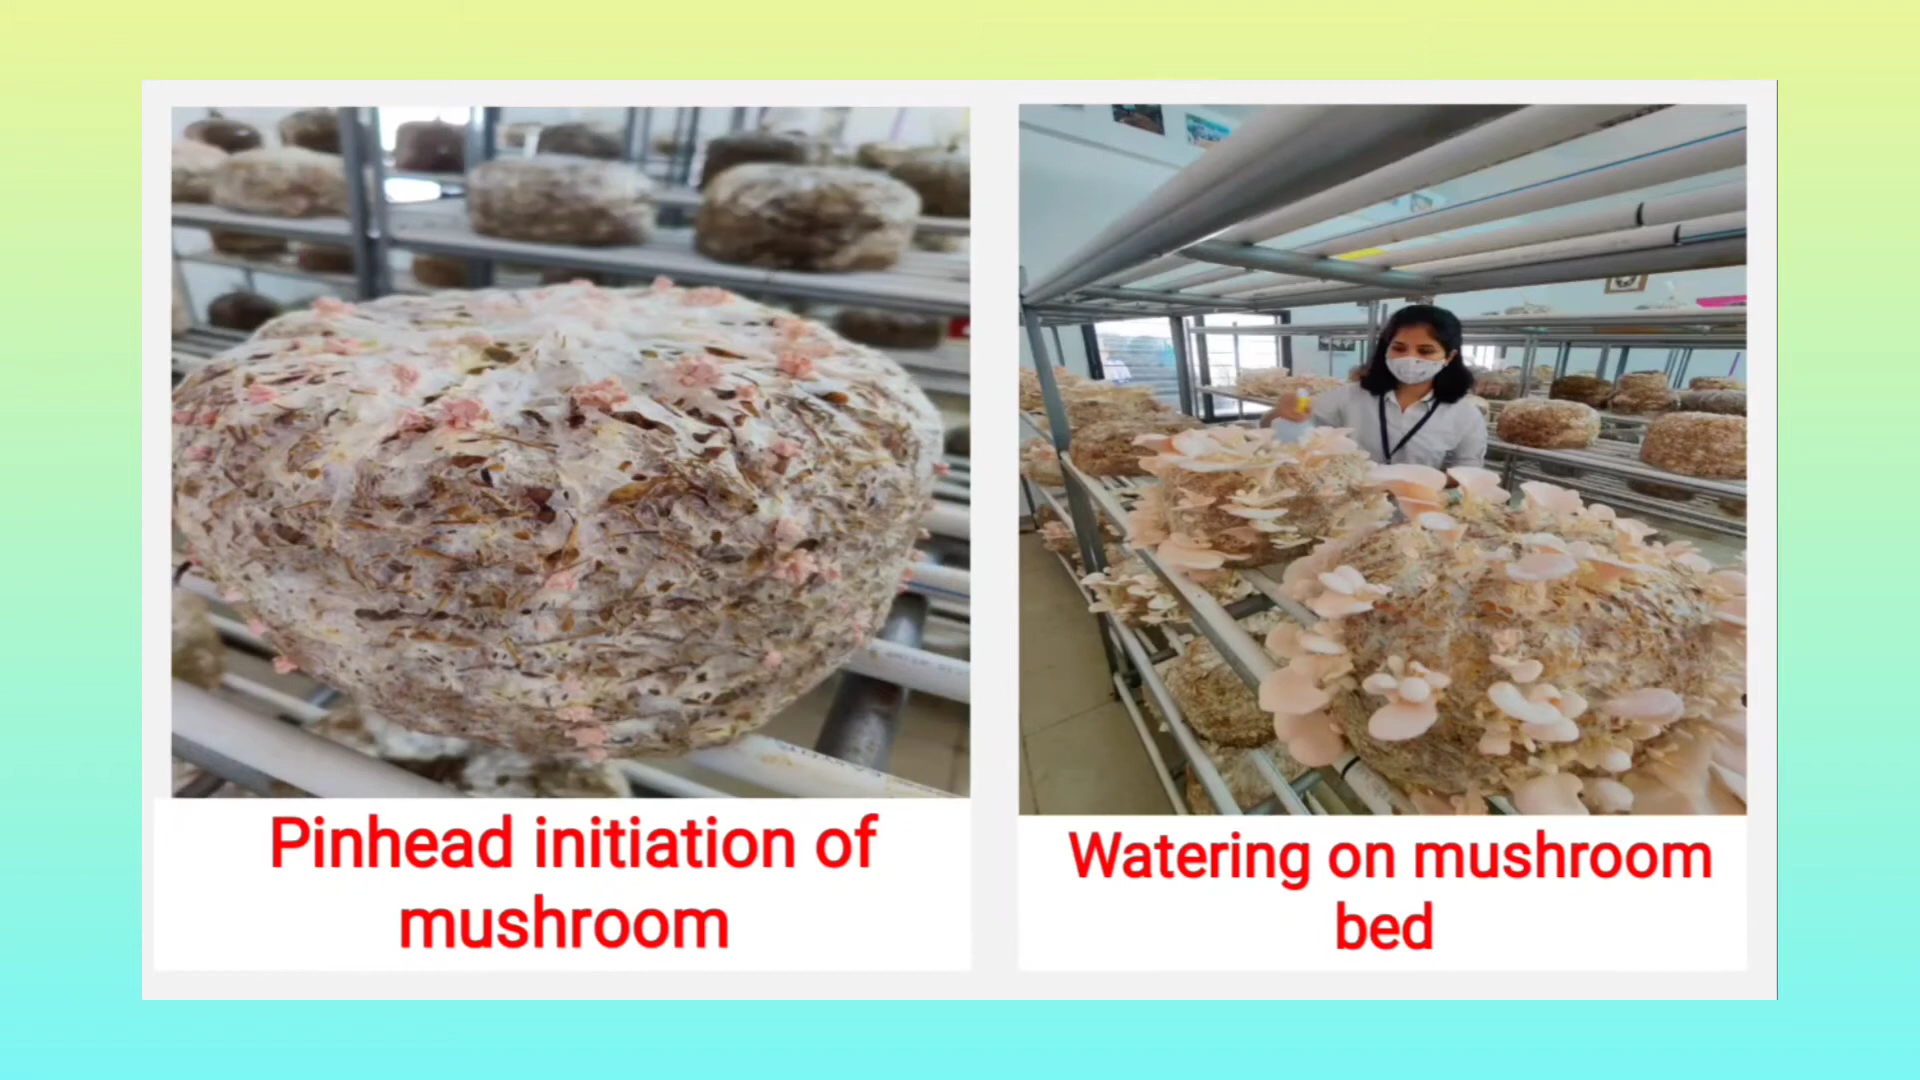 Pinhead initiation of
mushroom
Watering on mushroom
bed